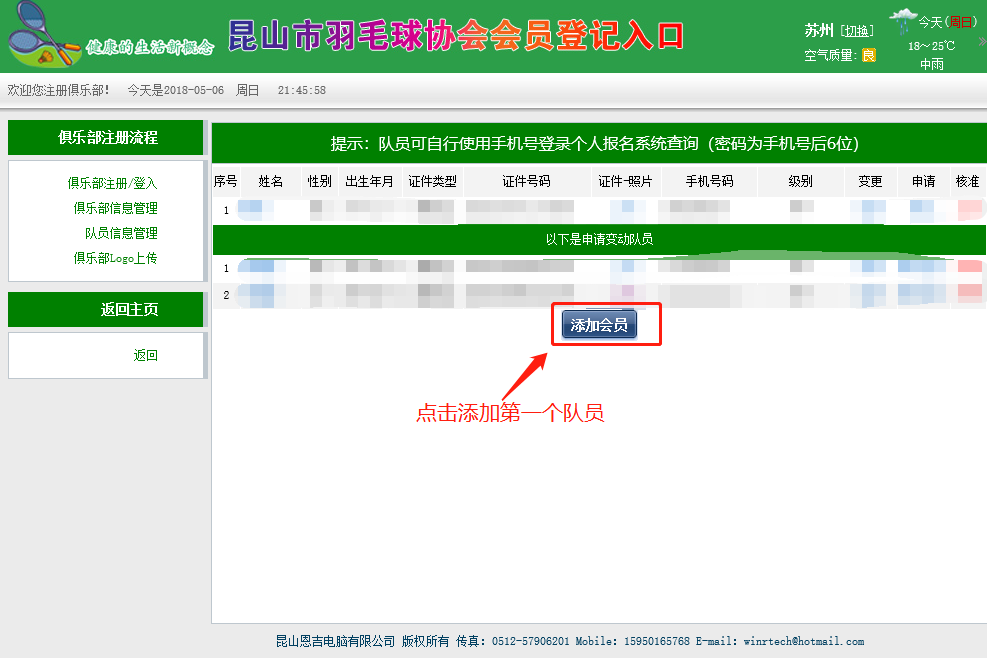 健康的生活新概念
昆山市羽毛球协会会员登记入口
苏州 [切换]
空气质量: 良
今天(周日)
18~25℃
中雨
欢迎您注册俱乐部! 今天是2018-05-06 周日 21:45:58
俱乐部注册流程
俱乐部注册/登入
俱乐部信息管理
队员信息管理
俱乐部Logo上传
返回主页
返回
提示：队员可自行使用手机号登录个人报名系统查询（密码为手机号后6位）
序号 姓名 性别 出生年月 证件类型 证件号码 证件-照片 手机号码 级别 变更 申请 核准
1
以下是申请变动队员
1
2
添加会员
点击添加第一个队员
昆山恩吉电脑有限公司 版权所有 传真: 0512-57906201 Mobile: 15950165768 E-mail: winrtech@hotmail.com